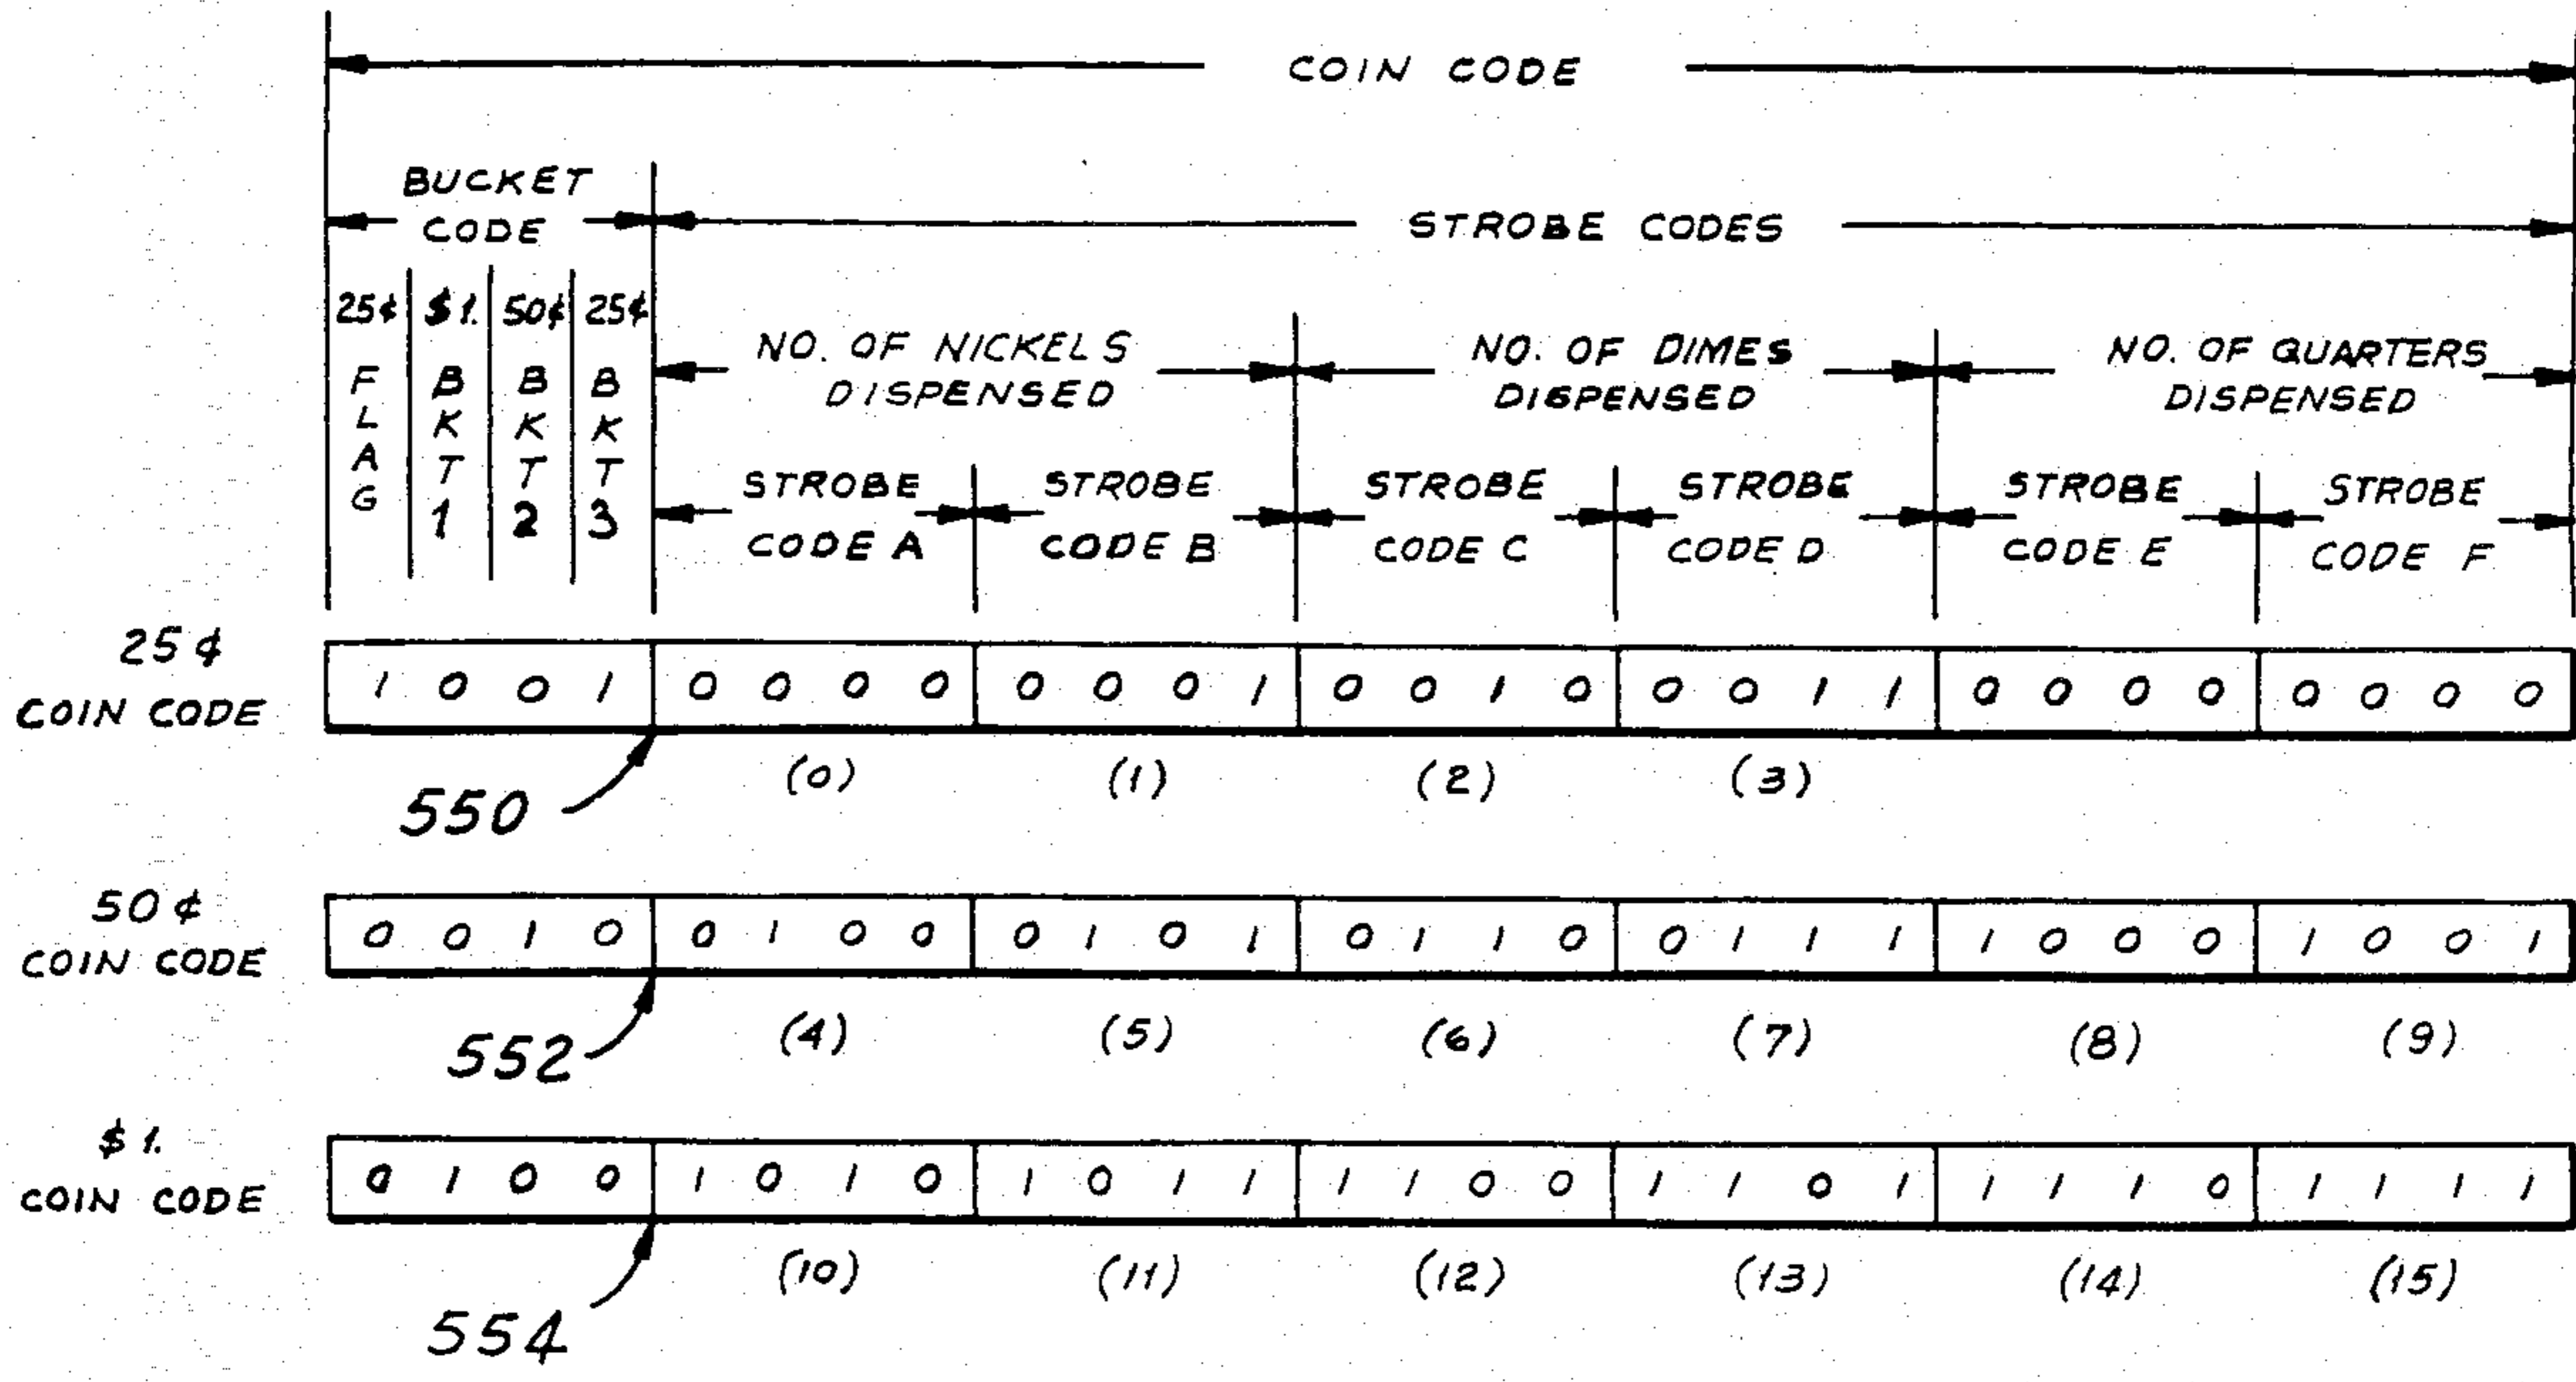 COIN CODE
BUCKET
CODE
STROBE CODES
25¢ $1. 50¢ 25¢
FLAG BKT 1 BKT 2 BKT 3
NO. OF NICKELS
DISPENSED
NO. OF DIMES
DISPENSED
NO. OF QUARTERS
DISPENSED
STROBE
CODE A
STROBE
CODE B
STROBE
CODE C
STROBE
CODE D
STROBE
CODE E
STROBE
CODE F
25¢
COIN CODE
1 0 0 1 0 0 0 0 0 0 0 1 0 0 1 0 0 0 1 1 0 0 0 0 0 0 0 0
(0) (1) (2) (3)
550
50¢
COIN CODE
0 0 1 0 0 1 0 0 0 1 0 1 0 1 1 0 0 1 1 1 1 0 0 0 1 0 0 1
(4) (5) (6) (7) (8) (9)
552
$1.
COIN CODE
0 1 0 0 1 0 1 0 1 0 1 1 1 1 0 0 1 1 0 1 1 1 1 0 1 1 1 1
(10) (11) (12) (13) (14) (15)
554